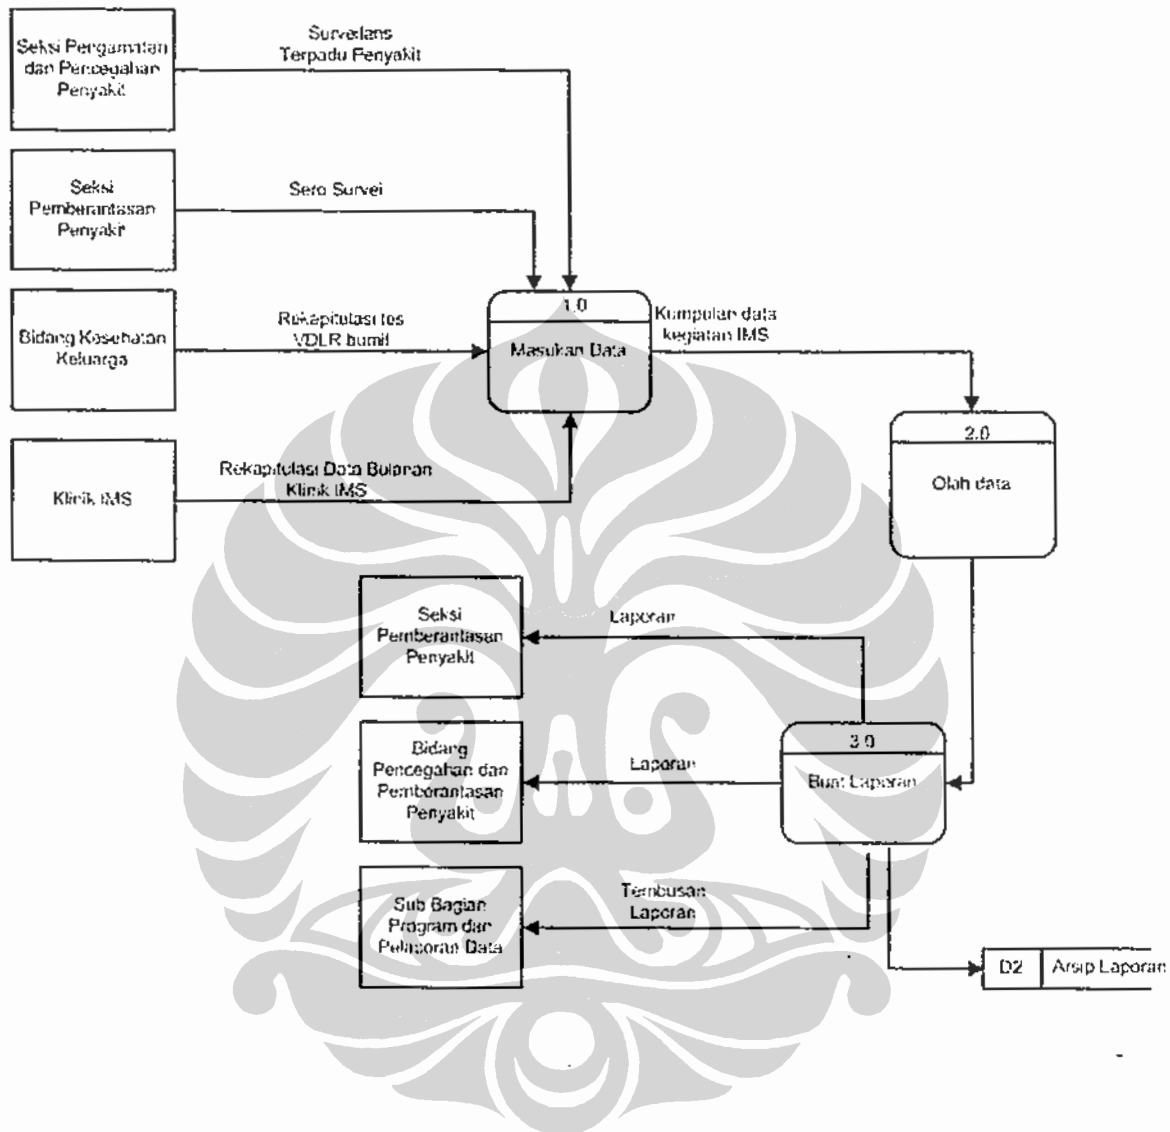 Seksi Pengamatan
dan Pencegahan
Penyakit
Surveilans
Terpadu Penyakit
Seksi
Pemberantasan
Penyakit
Sero Survei
Bidang Kesehatan
Keluarga
Rekapitulasi tes
VDLR bumil
1.0
Masukan Data
Kumpulan data
kegiatan IMS
2.0
Olah data
Klinik IMS
Rekapitulasi Data Bulanan
Klinik IMS
Seksi
Pemberantasan
Penyakit
Laporan
Bidang
Pencegahan dan
Pemberantasan
Penyakit
Laporan
3.0
Buat Laporan
Sub Bagian
Program dan
Pelaporan Data
Tembusan
Laporan
D2
Arsip Laporan